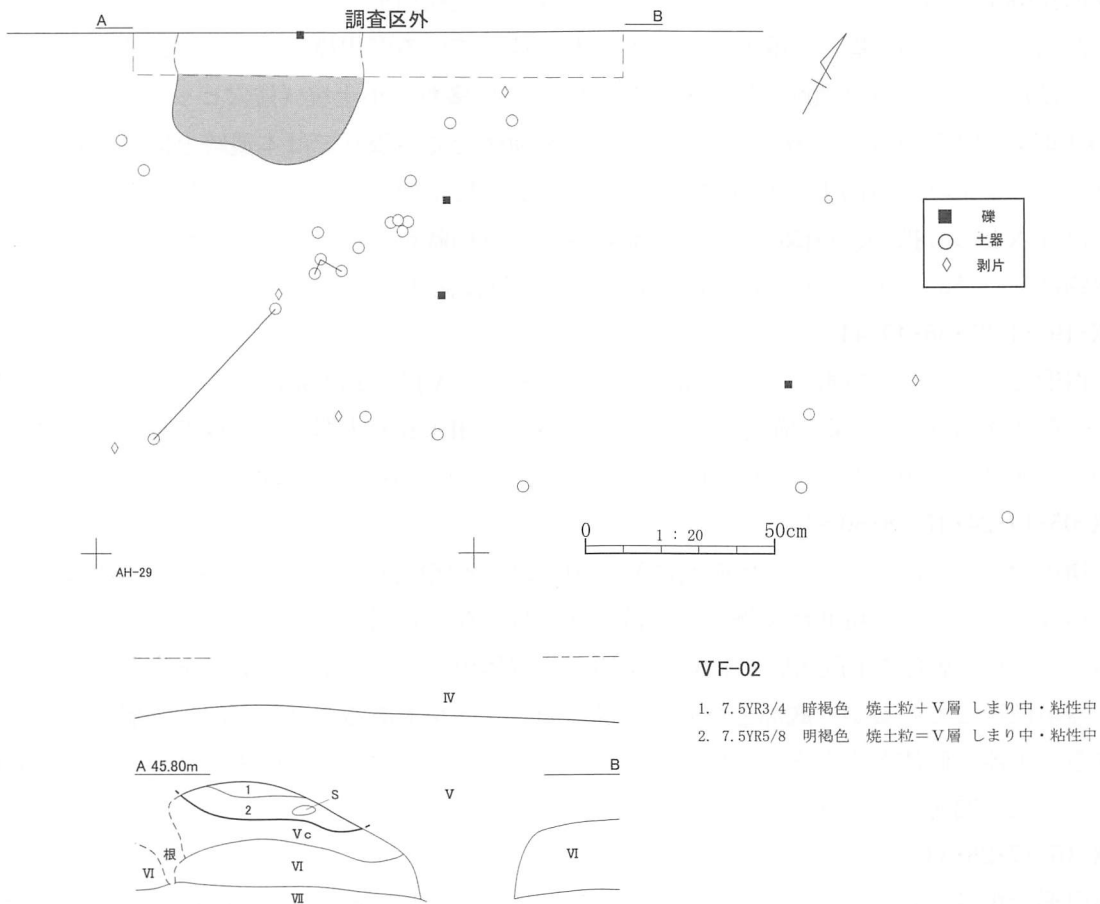 A 調査区外 B
■ 礫
○ 土器
◇ 剥片
0 1 : 20 50cm
AH-29
Ⅳ
A 45.80m B
1 S Ⅴ
2
Ⅴc
根 Ⅵ
Ⅵ Ⅵ
Ⅶ
ⅤF-02
1. 7.5YR3/4 暗褐色 焼土粒+Ⅴ層 しまり中・粘性中
2. 7.5YR5/8 明褐色 焼土粒=Ⅴ層 しまり中・粘性中